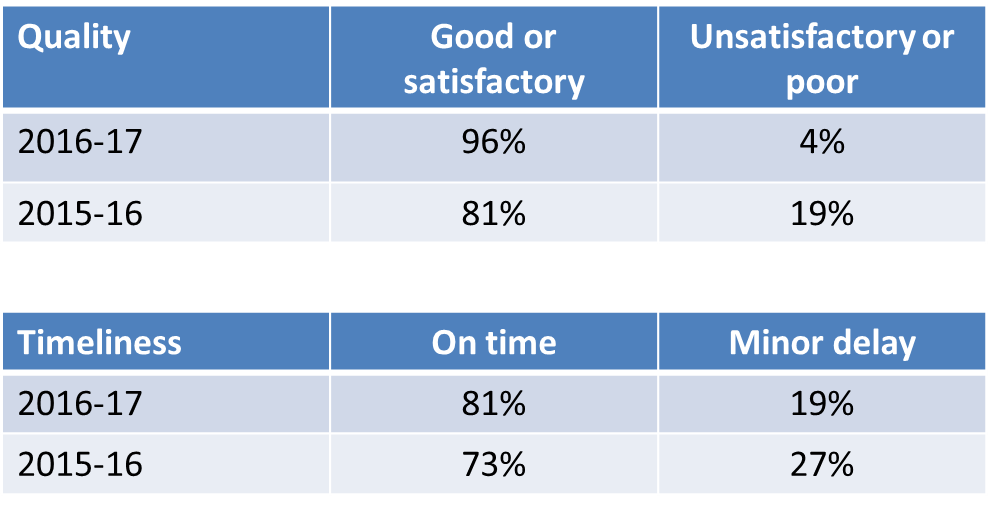 Quality Good or satisfactory Unsatisfactory or poor
2016-17 96% 4%
2015-16 81% 19%
Timeliness On time Minor delay
2016-17 81% 19%
2015-16 73% 27%